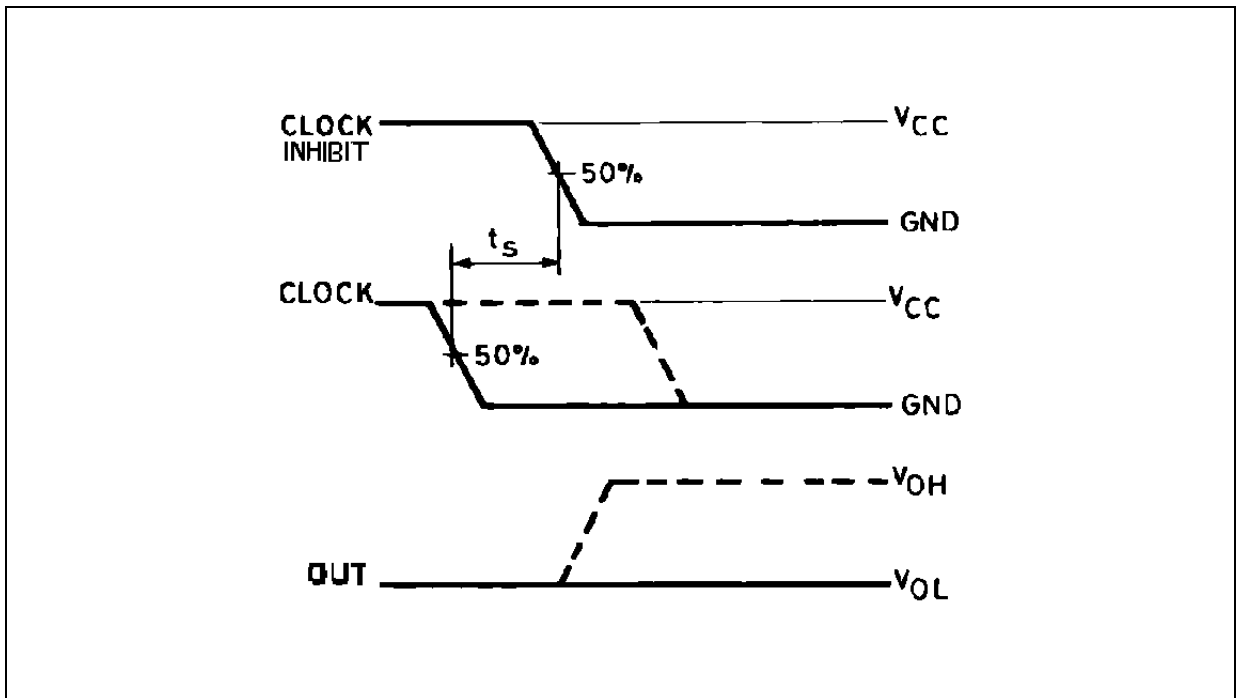 CLOCK
INHIBIT
VCC
50%
GND
ts
CLOCK
VCC
50%
GND
VOH
OUT
VOL